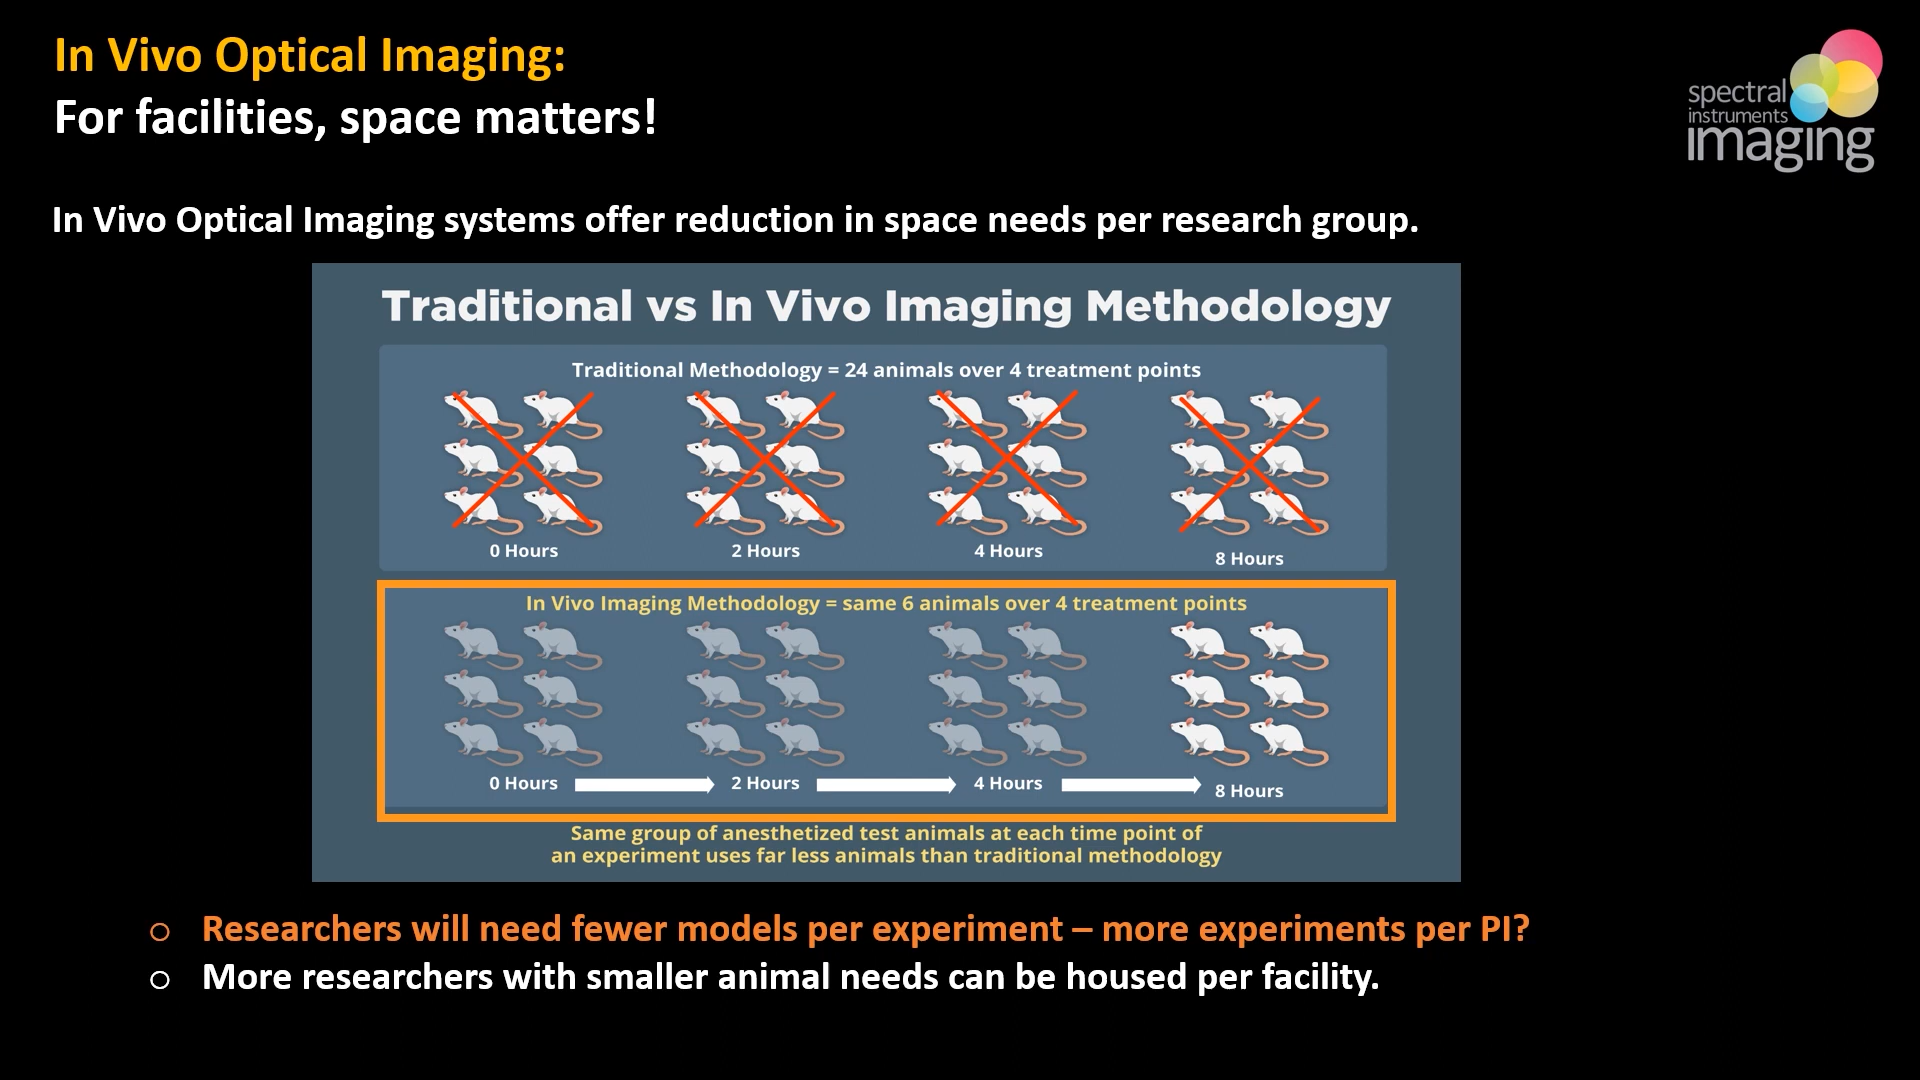 In Vivo Optical Imaging:
For facilities, space matters!
spectral
instruments
imaging
In Vivo Optical Imaging systems offer reduction in space needs per research group.
Traditional vs In Vivo Imaging Methodology
Traditional Methodology = 24 animals over 4 treatment points
0 Hours
2 Hours
4 Hours
8 Hours
In Vivo Imaging Methodology = same 6 animals over 4 treatment points
0 Hours
2 Hours
4 Hours
8 Hours
Same group of anesthetized test animals at each time point of
an experiment uses far less animals than traditional methodology
o Researchers will need fewer models per experiment – more experiments per PI?
o More researchers with smaller animal needs can be housed per facility.